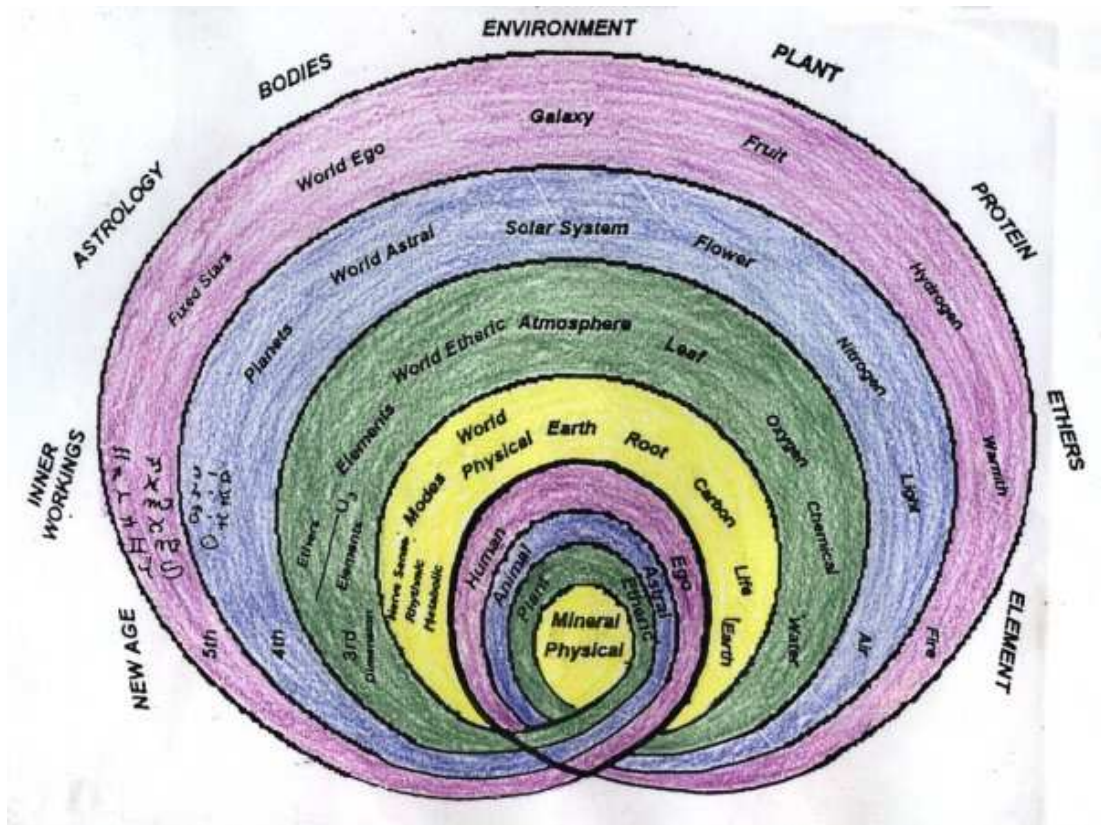 ENVIRONMENT
BODIES
PLANT
ASTROLOGY
PROTEIN
INNER
WORKINGS
ETHERS
NEW AGE
ELEMENT
Galaxy
World Ego
Fruit
Fixed Stars
Hydrogen
Warmth
5th
Fire
Solar System
World Astral
Flower
Planets
Nitrogen
Light
4th
Air
Atmosphere
World Etheric
Leaf
Elements
Oxygen
Ethers
Elements
Chemical
3rd
Dimension
Water
World
Physical
Earth
Root
Modes
Carbon
Nerve Sense
Rhythmic
Metabolic
Life
Earth
Human
Ego
Animal
Astral
Plant
Etheric
Mineral
Physical